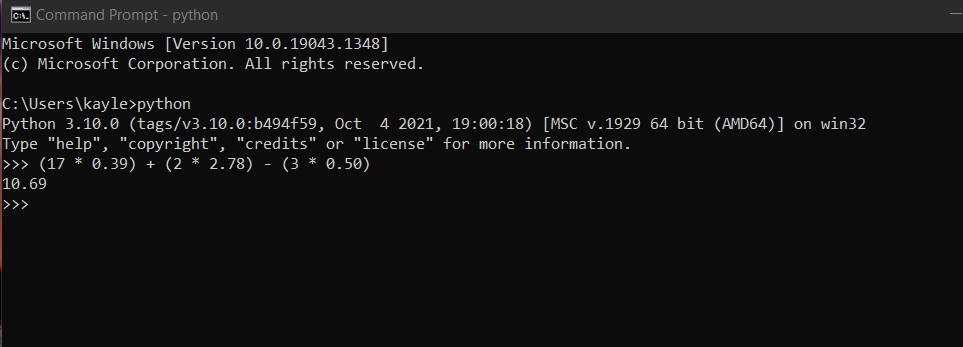 Command Prompt - python
Microsoft Windows [Version 10.0.19043.1348]
(c) Microsoft Corporation. All rights reserved.
C:\Users\kayle>python
Python 3.10.0 (tags/v3.10.0:b494f59, Oct  4 2021, 19:00:18) [MSC v.1929 64 bit (AMD64)] on win32
Type "help", "copyright", "credits" or "license" for more information.
>>> (17 * 0.39) + (2 * 2.78) - (3 * 0.50)
10.69
>>>